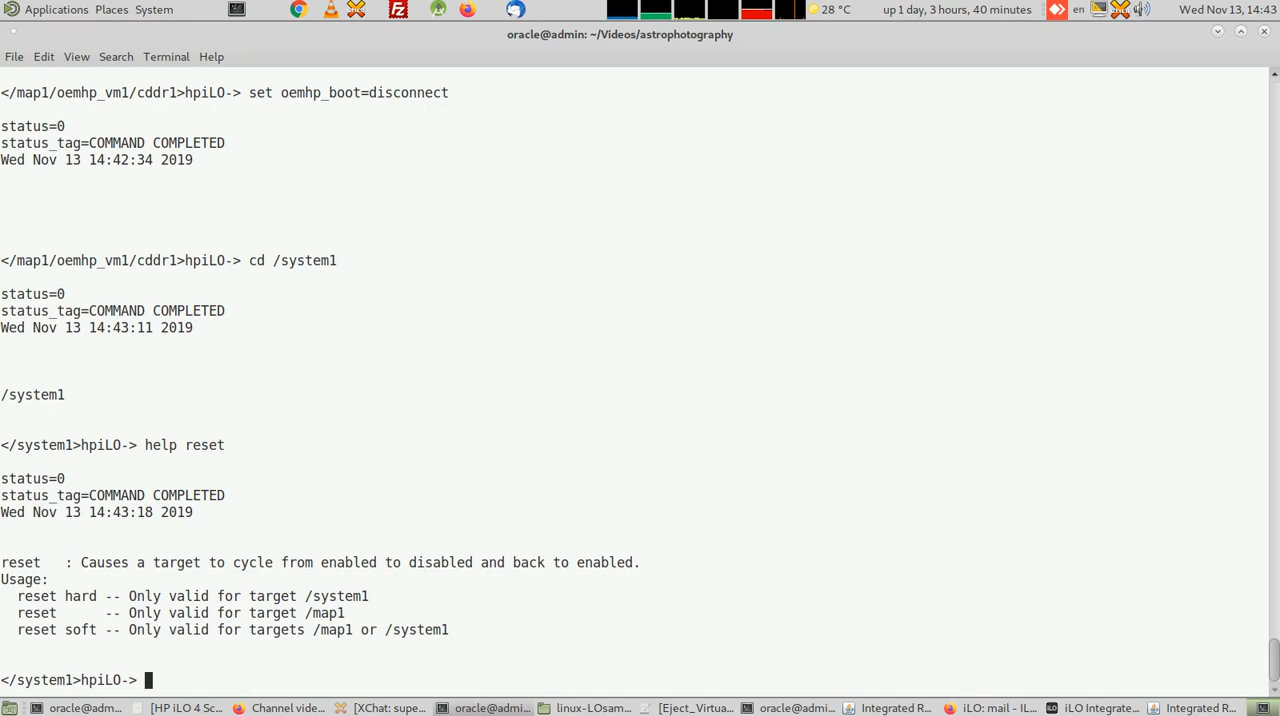 Applications Places System
28 °C
up 1 day, 3 hours, 40 minutes
en
Wed Nov 13, 14:43
oracle@admin: ~/Videos/astrophotography
File Edit View Search Terminal Help
</map1/oemhp_vm1/cddr1>hpiLO-> set oemhp_boot=disconnect
status=0
status_tag=COMMAND COMPLETED
Wed Nov 13 14:42:34 2019
</map1/oemhp_vm1/cddr1>hpiLO-> cd /system1
status=0
status_tag=COMMAND COMPLETED
Wed Nov 13 14:43:11 2019
/system1
</system1>hpiLO-> help reset
status=0
status_tag=COMMAND COMPLETED
Wed Nov 13 14:43:18 2019
reset   : Causes a target to cycle from enabled to disabled and back to enabled.
Usage:
  reset hard -- Only valid for target /system1
  reset      -- Only valid for target /map1
  reset soft -- Only valid for targets /map1 or /system1
</system1>hpiLO->
oracle@adm... [HP iLO 4 Sc... Channel vide... [XChat: supe... oracle@admi... linux-LOsam... [Eject_Virtua... oracle@admi... Integrated R... iLO: mail - IL... iLO Integrate... Integrated R...